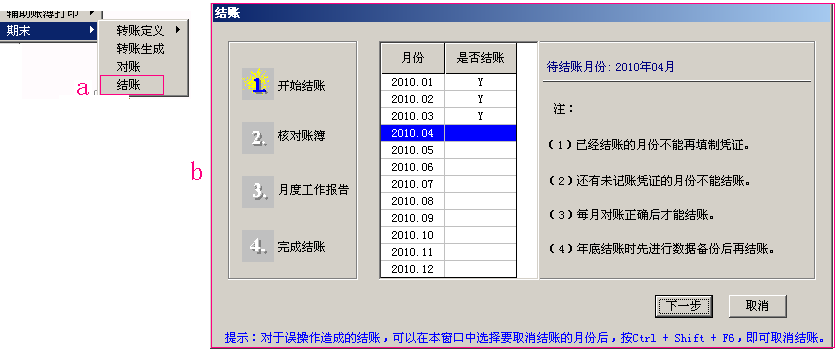 辅助账簿打印
期末
转账定义
转账生成
对账
结账
a.
b
结账
1. 开始结账
2. 核对账簿
3. 月度工作报告
4. 完成结账
月份 是否结账
2010.01 Y
2010.02 Y
2010.03 Y
2010.04
2010.05
2010.06
2010.07
2010.08
2010.09
2010.10
2010.11
2010.12
待结账月份: 2010年04月
注：
(1)已经结账的月份不能再填制凭证。
(2)还有未记账凭证的月份不能结账。
(3)每月对账正确后才能结账。
(4)年底结账时先进行数据备份后再结账。
下一步 取消
提示：对于误操作造成的结账，可以在本窗口中选择要取消结账的月份后，按Ctrl + Shift + F6，即可取消结账。